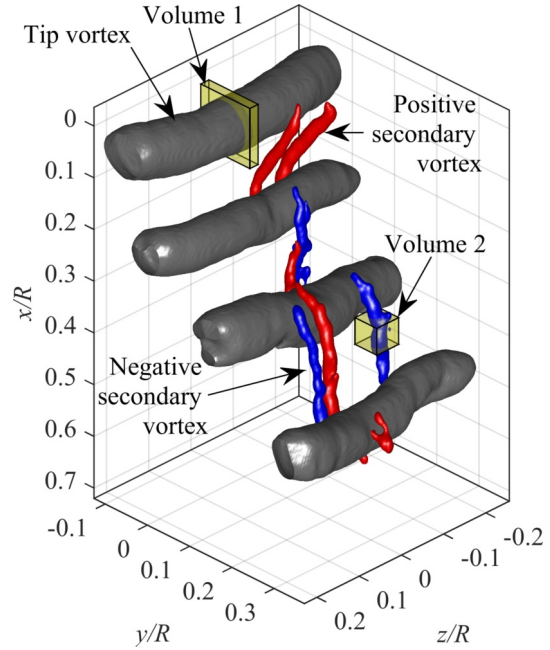 Volume 1
Tip vortex
Positive
secondary
vortex
Volume 2
Negative
secondary
vortex
x/R
0
0.1
0.2
0.3
0.4
0.5
0.6
0.7
-0.1
0
0.1
0.2
0.3
y/R
0.2
0.1
0
-0.1
-0.2
z/R